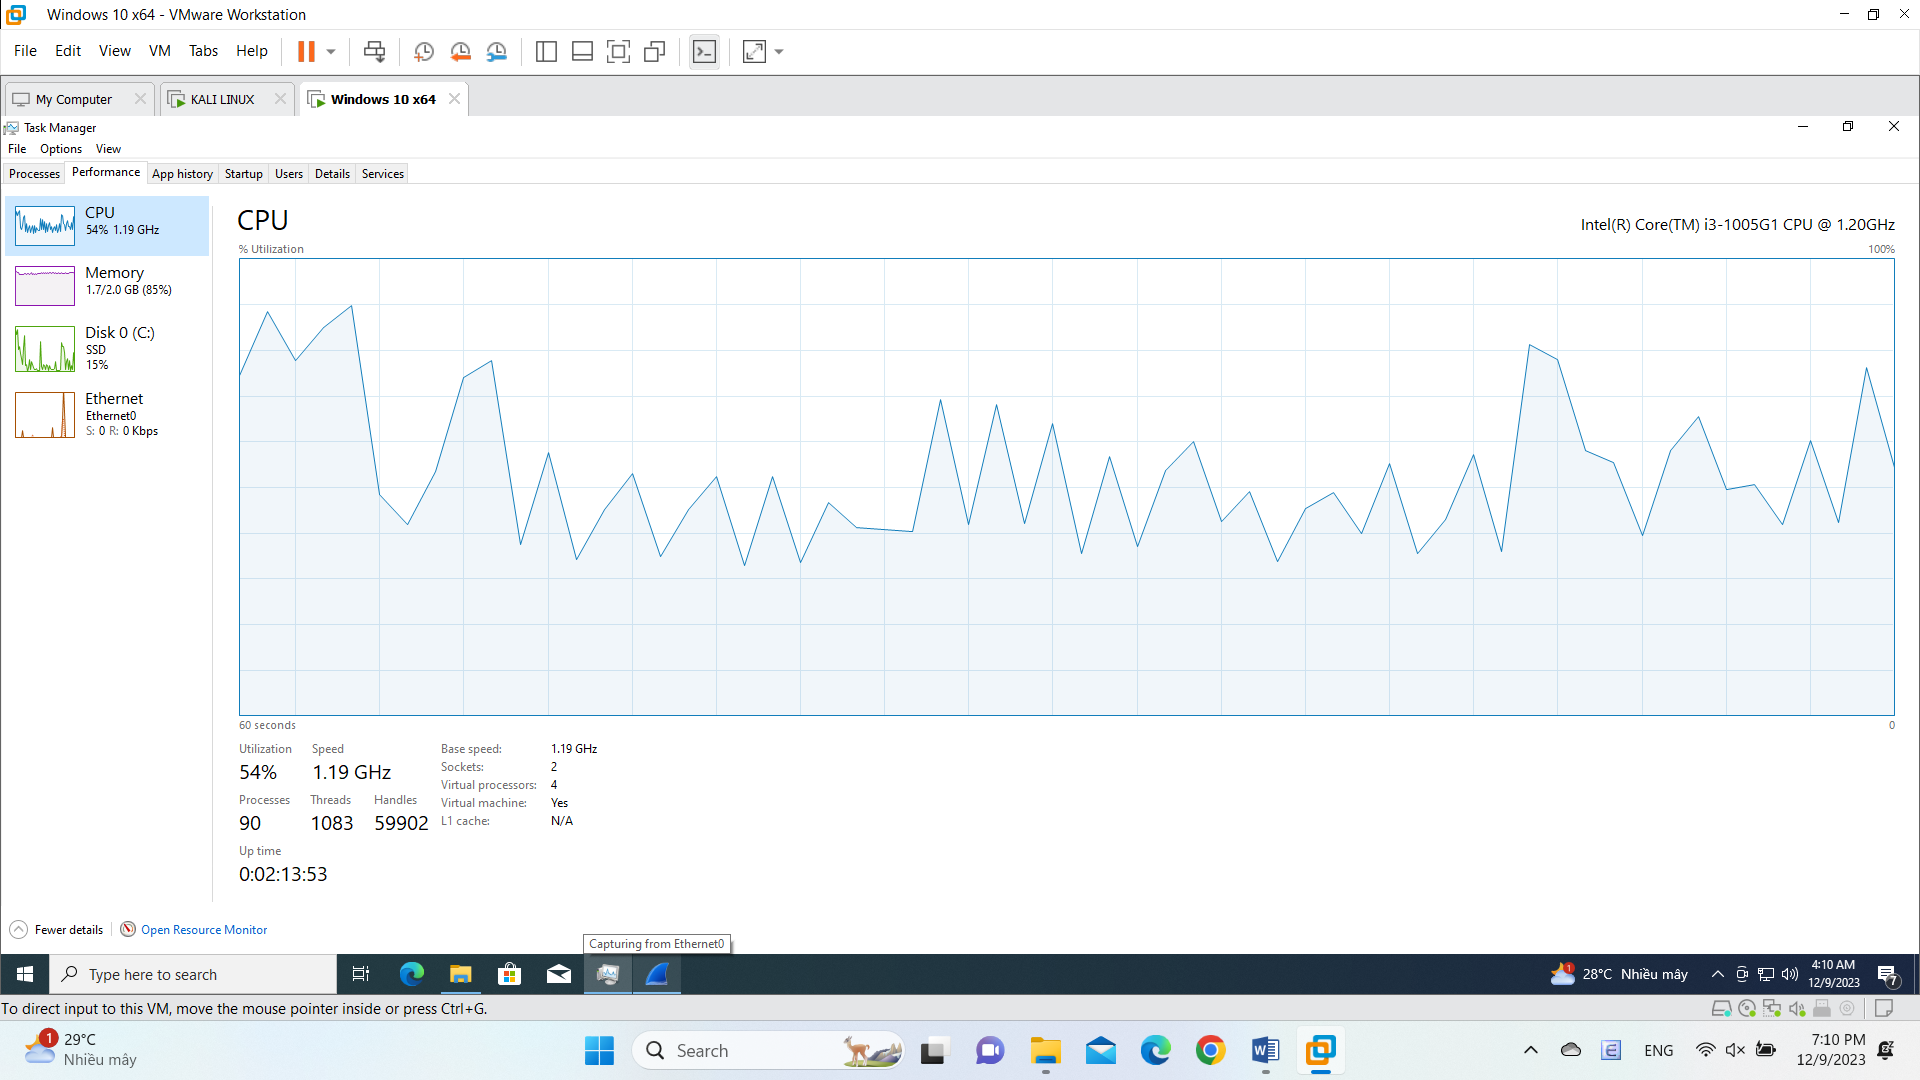 Windows 10 x64 - VMware Workstation
File Edit View VM Tabs Help
My Computer KALI LINUX Windows 10 x64
Task Manager
File Options View
Processes Performance App history Startup Users Details Services
CPU
54% 1.19 GHz
Memory
1.7/2.0 GB (85%)
Disk 0 (C:)
SSD
15%
Ethernet
Ethernet0
S: 0 R: 0 Kbps
CPU
Intel(R) Core(TM) i3-1005G1 CPU @ 1.20GHz
% Utilization
100%
60 seconds
0
Utilization Speed
54% 1.19 GHz
Processes Threads Handles
90 1083 59902
Up time
0:02:13:53
Base speed: 1.19 GHz
Sockets: 2
Virtual processors: 4
Virtual machine: Yes
L1 cache: N/A
Fewer details Open Resource Monitor
Capturing from Ethernet0
Type here to search
1 28°C Nhiều mây
4:10 AM
12/9/2023
7
To direct input to this VM, move the mouse pointer inside or press Ctrl+G.
1
29°C
Nhiều mây
Search
ENG
7:10 PM
12/9/2023